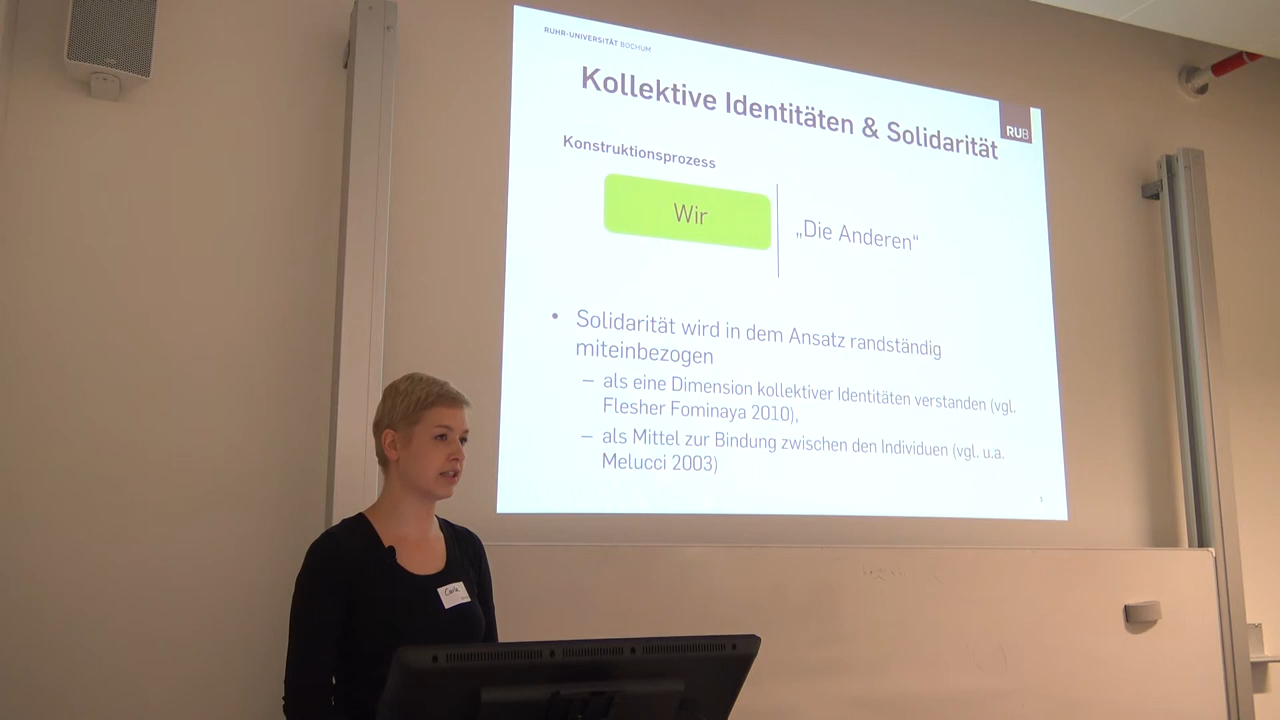 RUHR-UNIVERSITÄT BOCHUM
Kollektive Identitäten & Solidarität
RUB
Konstruktionsprozess
Wir
„Die Anderen“
• Solidarität wird in dem Ansatz randständig
miteinbezogen
– als eine Dimension kollektiver Identitäten verstanden (vgl.
Flesher Fominaya 2010),
– als Mittel zur Bindung zwischen den Individuen (vgl. u.a.
Melucci 2003)
Carla